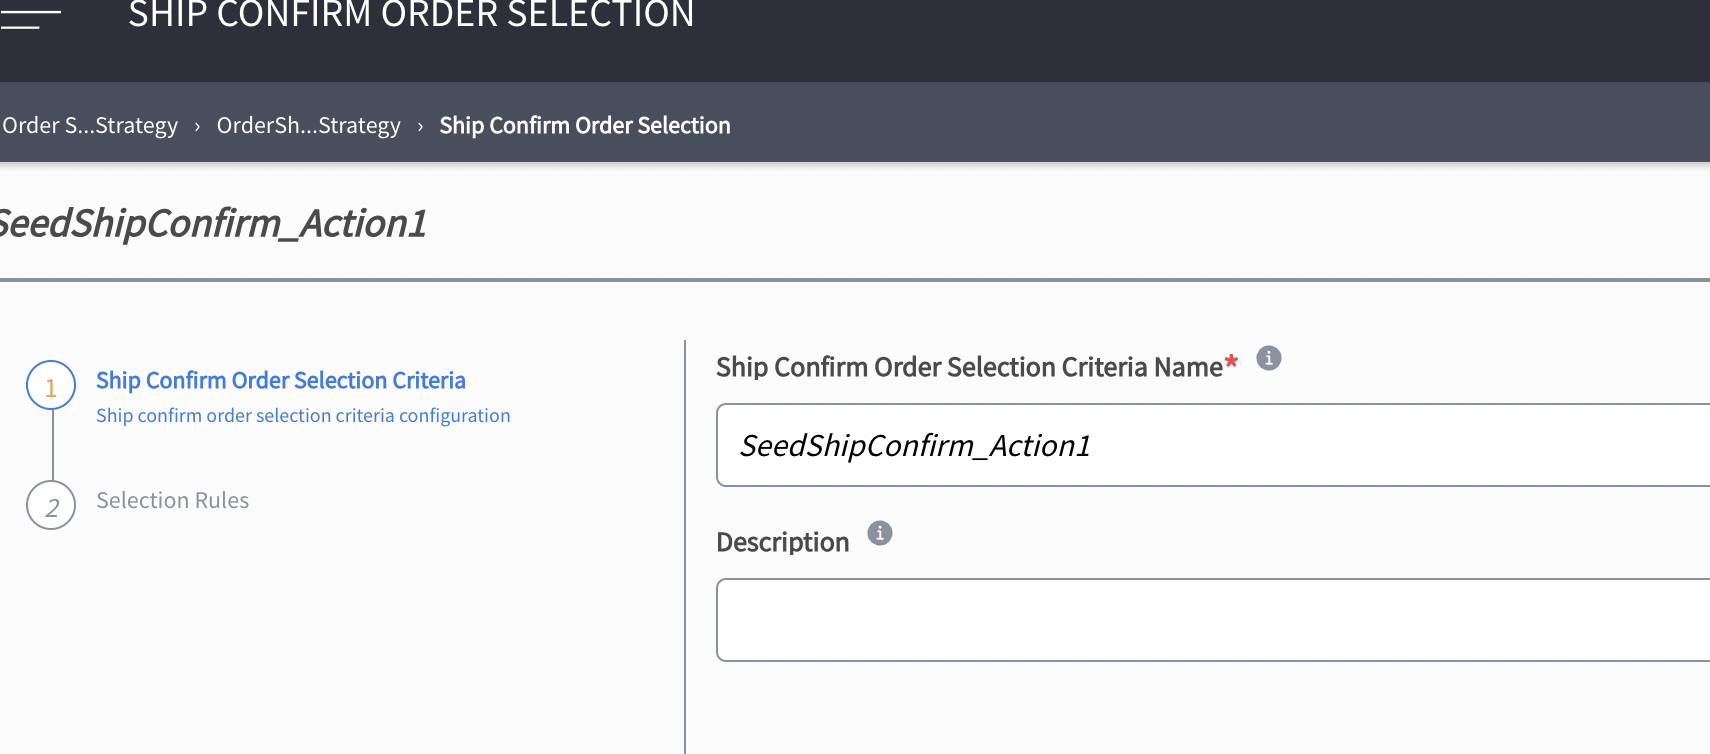 SHIP CONFIRM ORDER SELECTION
Order S...Strategy › OrderSh...Strategy › Ship Confirm Order Selection
SeedShipConfirm_Action1
1 Ship Confirm Order Selection Criteria
Ship confirm order selection criteria configuration
2 Selection Rules
Ship Confirm Order Selection Criteria Name* i
SeedShipConfirm_Action1
Description i